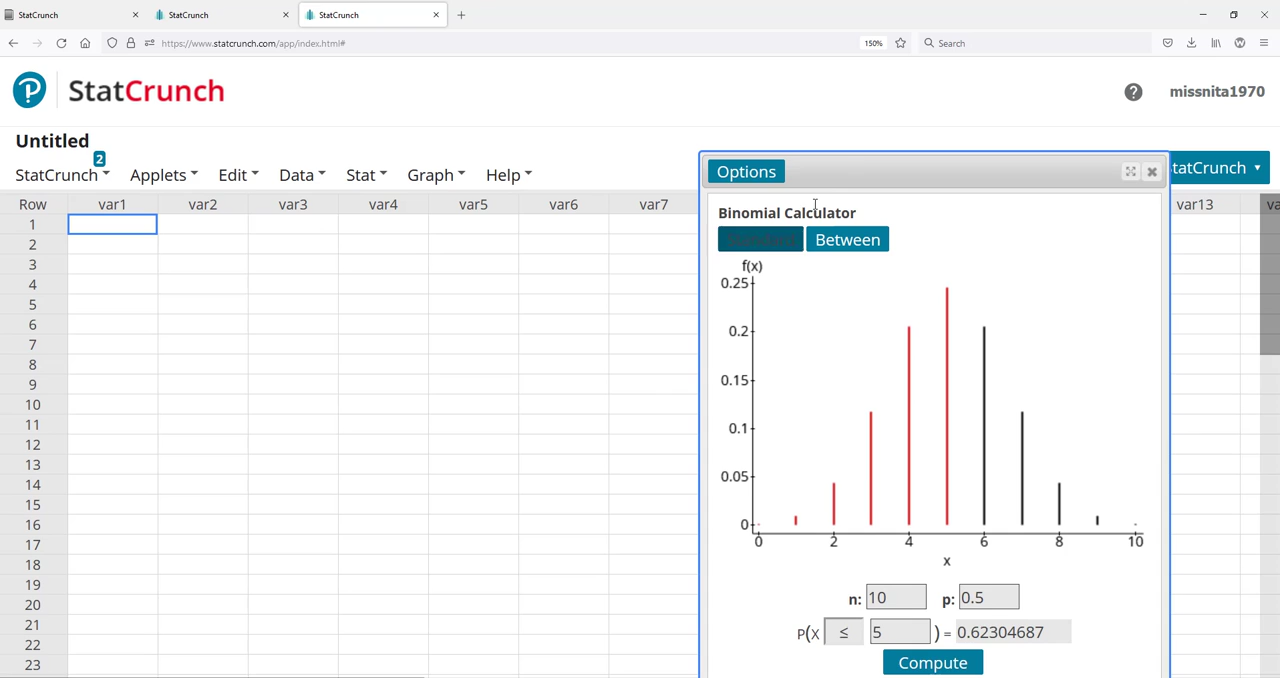 StatCrunch StatCrunch StatCrunch
https://www.statcrunch.com/app/index.html# 150% Search
P StatCrunch ? missnita1970
Untitled
2
StatCrunch Applets Edit Data Stat Graph Help Options tatCrunch
Row var1 var2 var3 var4 var5 var6 var7 var13 va
Binomial Calculator
Between
f(x)
0.25
0.2
0.15
0.1
0.05
0
0 2 4 6 8 10
x
n: 10 p: 0.5
P(X ≤ 5 ) = 0.62304687
Compute
1
2
3
4
5
6
7
8
9
10
11
12
13
14
15
16
17
18
19
20
21
22
23